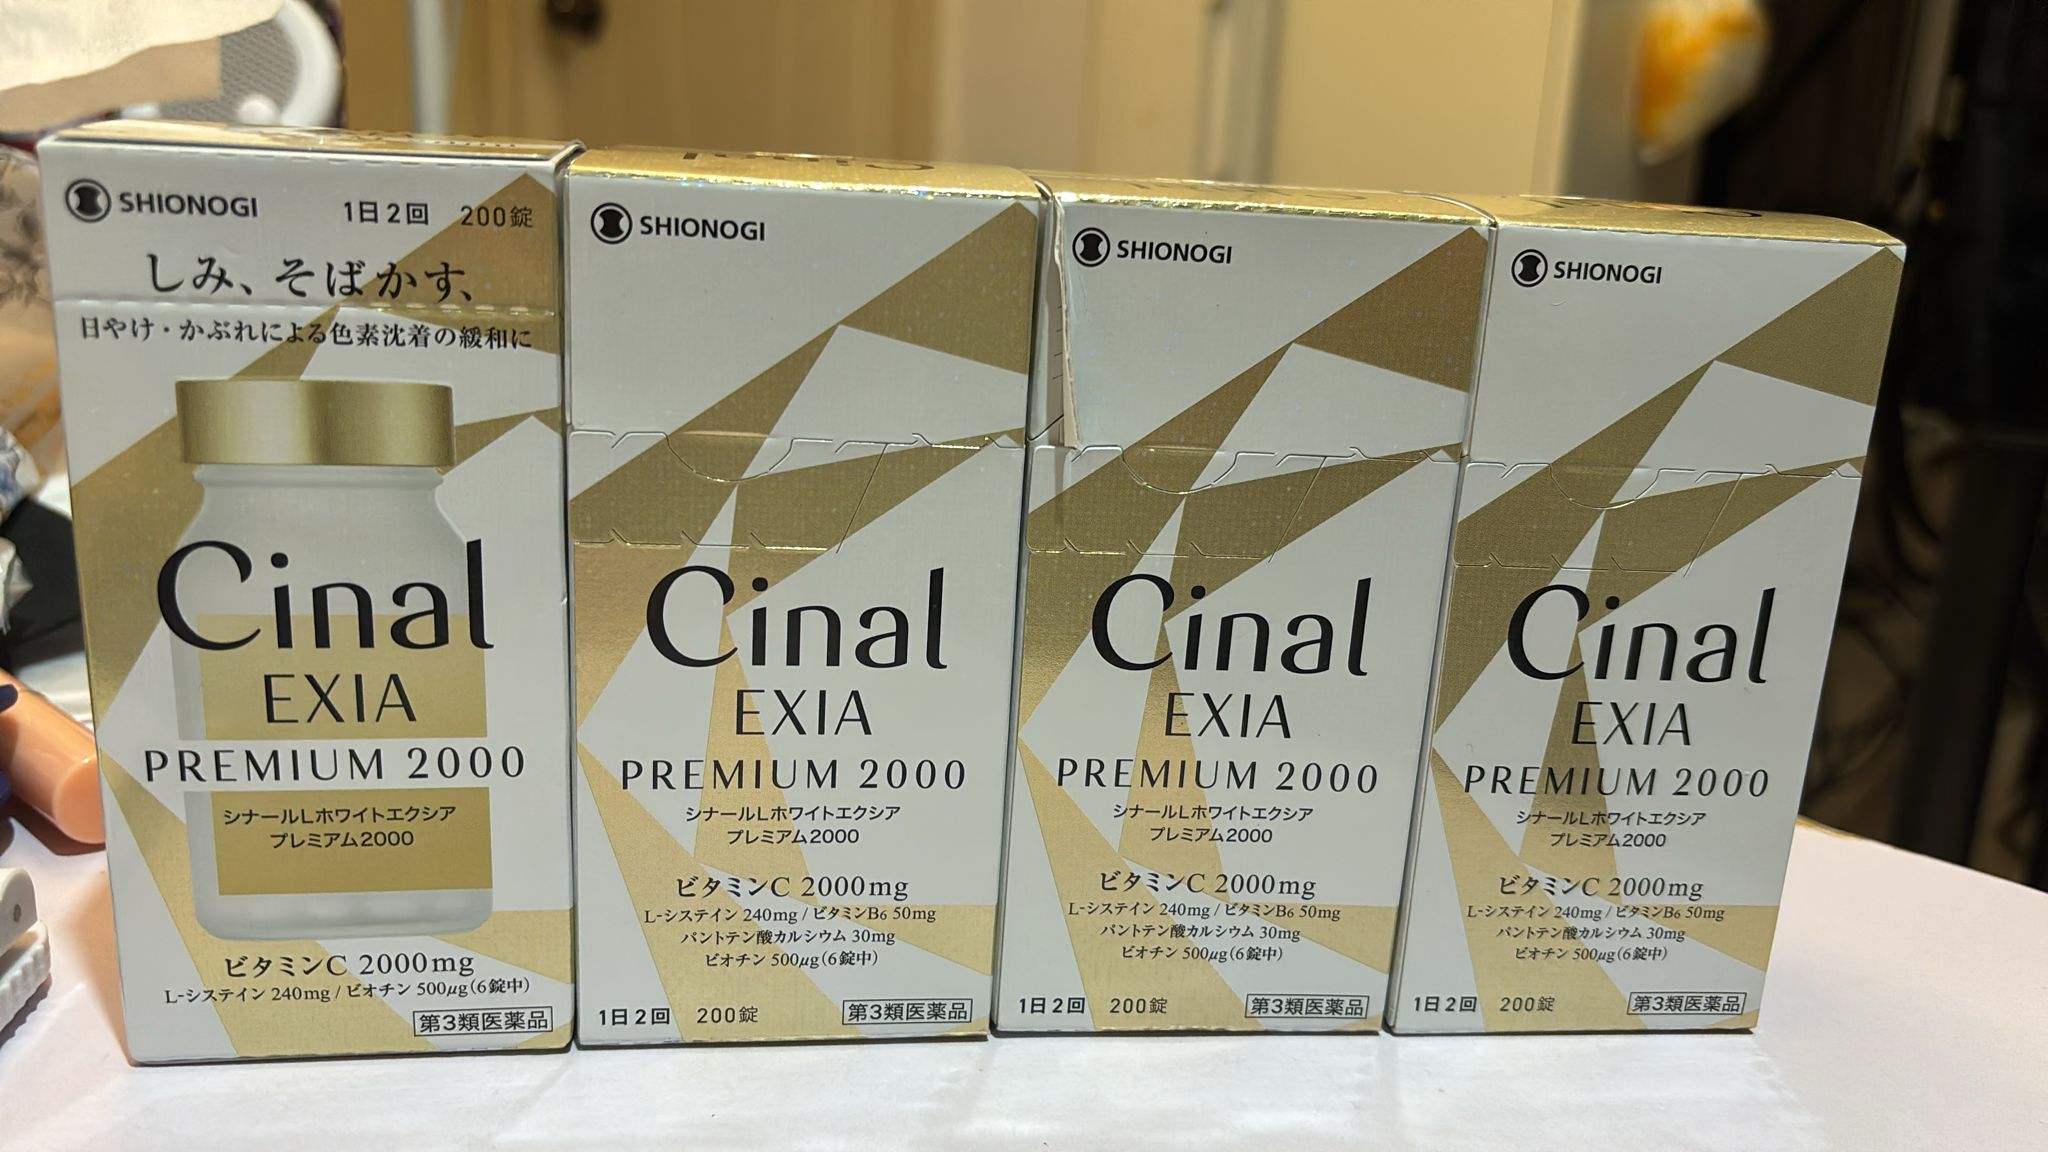 SHIONOGI
1日2回 200錠
しみ、そばかす、
日やけ・かぶれによる色素沈着の緩和に
Cinal
EXIA
PREMIUM 2000
シナールLホワイトエクシア
プレミアム2000
ビタミンC 2000mg
L-システイン 240mg / ビオチン 500μg(6錠中)
第3類医薬品
Cinal
SHIONOGI
Cinal
EXIA
PREMIUM 2000
シナールLホワイトエクシア
プレミアム2000
ビタミンC 2000mg
L-システイン 240mg / ビタミンB6 50mg
パントテン酸カルシウム 30mg
ビオチン 500μg(6錠中)
1日2回 200錠 第3類医薬品
SHIONOGI
Cinal
EXIA
PREMIUM 2000
シナールLホワイトエクシア
プレミアム2000
ビタミンC 2000mg
L-システイン 240mg / ビタミンB6 50mg
パントテン酸カルシウム 30mg
ビオチン 500μg(6錠中)
1日2回 200錠 第3類医薬品
SHIONOGI
Cinal
EXIA
PREMIUM 2000
シナールLホワイトエクシア
プレミアム2000
ビタミンC 2000mg
L-システイン 240mg / ビタミンB6 50mg
パントテン酸カルシウム 30mg
ビオチン 500μg(6錠中)
1日2回 200錠 第3類医薬品